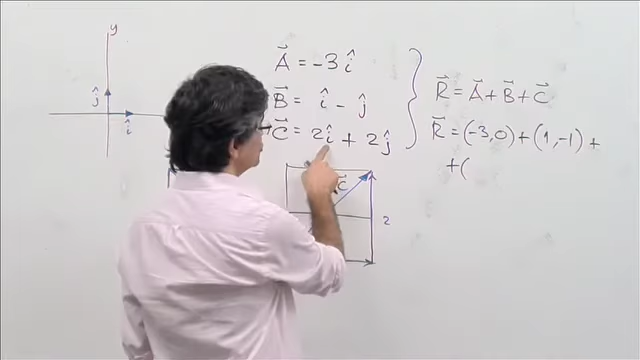 y
ĵ
î
A⃗ = -3 î
B⃗ = î - ĵ
C⃗ = 2î + 2ĵ
R⃗ = A⃗ + B⃗ + C⃗
R⃗ = (-3,0) + (1,-1) +
+(
C⃗
2